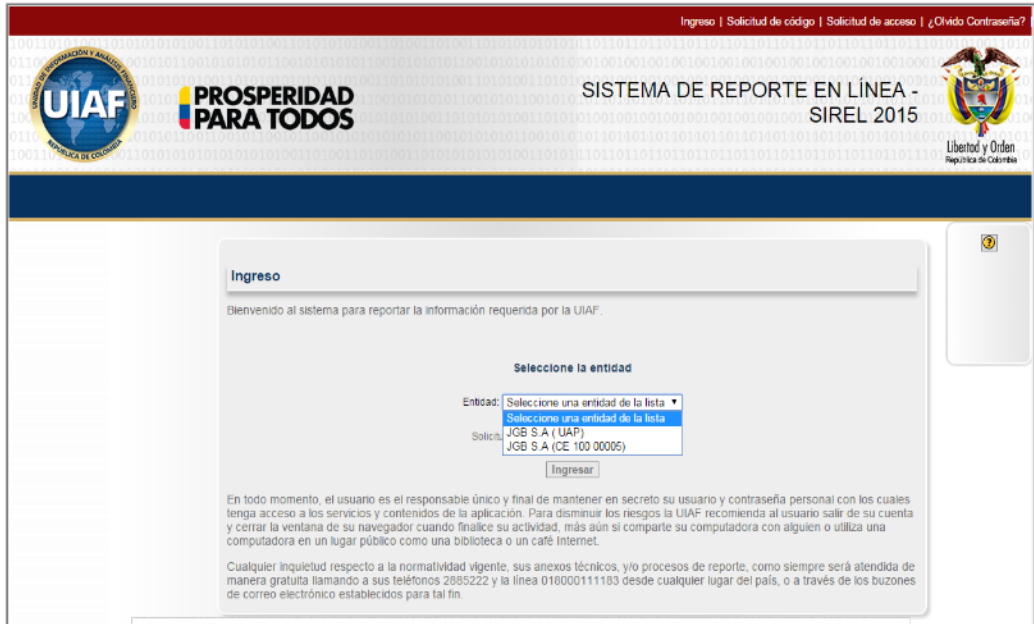 Ingreso | Solicitud de código | Solicitud de acceso | ¿Olvido Contraseña?
UNIDAD DE INFORMACIÓN Y ANÁLISIS FINANCIERO
UIAF
REPÚBLICA DE COLOMBIA
PROSPERIDAD
PARA TODOS
SISTEMA DE REPORTE EN LÍNEA -
SIREL 2015
Libertad y Orden
República de Colombia
Ingreso
Bienvenido al sistema para reportar la información requerida por la UIAF.
Seleccione la entidad
Entidad: Seleccione una entidad de la lista
Seleccione una entidad de la lista
JGB S.A ( UAP)
JGB S.A (CE 100 00005)
Ingresar
En todo momento, el usuario es el responsable único y final de mantener en secreto su usuario y contraseña personal con los cuales
tenga acceso a los servicios y contenidos de la aplicación. Para disminuir los riesgos la UIAF recomienda al usuario salir de su cuenta
y cerrar la ventana de su navegador cuando finalice su actividad, más aún si comparte su computadora con alguien o utiliza una
computadora en un lugar público como una biblioteca o un café Internet.
Cualquier inquietud respecto a la normatividad vigente, sus anexos técnicos, y/o procesos de reporte, como siempre será atendida de
manera gratuita llamando a sus teléfonos 2885222 y la línea 018000111183 desde cualquier lugar del país, o a través de los buzones
de correo electrónico establecidos para tal fin.